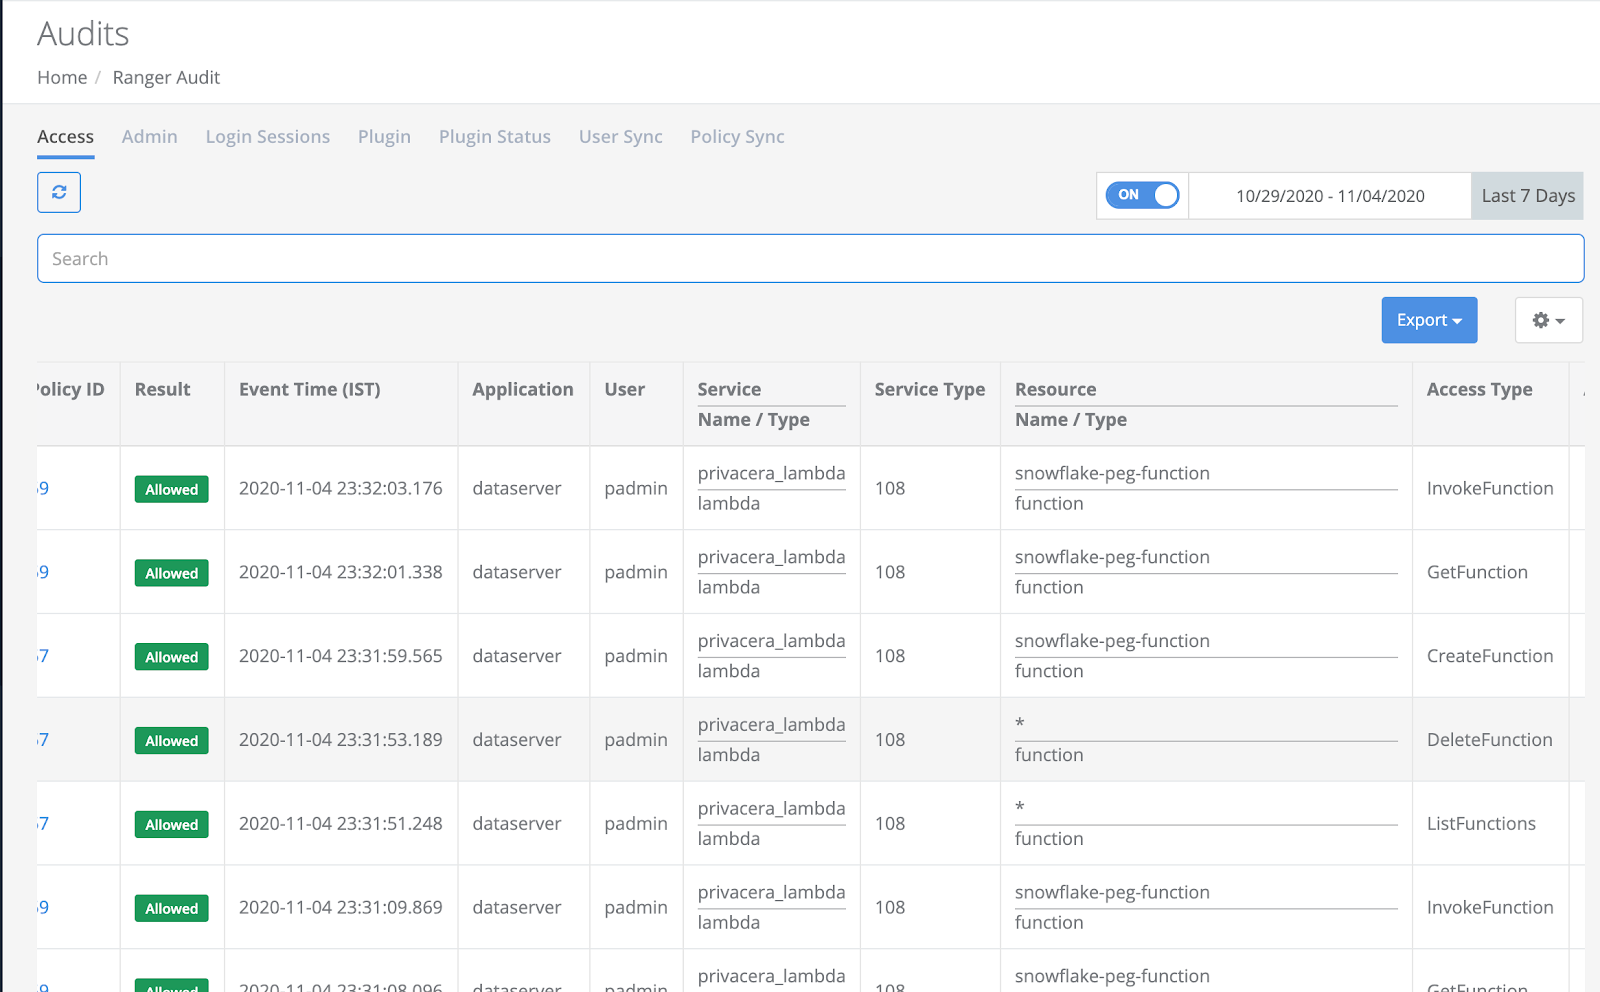 Audits
Home / Ranger Audit
Access Admin Login Sessions Plugin Plugin Status User Sync Policy Sync
ON 10/29/2020 - 11/04/2020 Last 7 Days
Search
Export
Policy ID Result Event Time (IST) Application User Service Service Type Resource Access Type
Name / Type Name / Type
privacera_lambda snowflake-peg-function
9 Allowed 2020-11-04 23:32:03.176 dataserver padmin 108 InvokeFunction
lambda function
privacera_lambda snowflake-peg-function
9 Allowed 2020-11-04 23:32:01.338 dataserver padmin 108 GetFunction
lambda function
privacera_lambda snowflake-peg-function
7 Allowed 2020-11-04 23:31:59.565 dataserver padmin 108 CreateFunction
lambda function
privacera_lambda *
7 Allowed 2020-11-04 23:31:53.189 dataserver padmin 108 DeleteFunction
lambda function
privacera_lambda *
7 Allowed 2020-11-04 23:31:51.248 dataserver padmin 108 ListFunctions
lambda function
privacera_lambda snowflake-peg-function
9 Allowed 2020-11-04 23:31:09.869 dataserver padmin 108 InvokeFunction
lambda function
privacera_lambda snowflake-peg-function
9 Allowed 2020-11-04 23:31:08.096 dataserver padmin 108 GetFunction